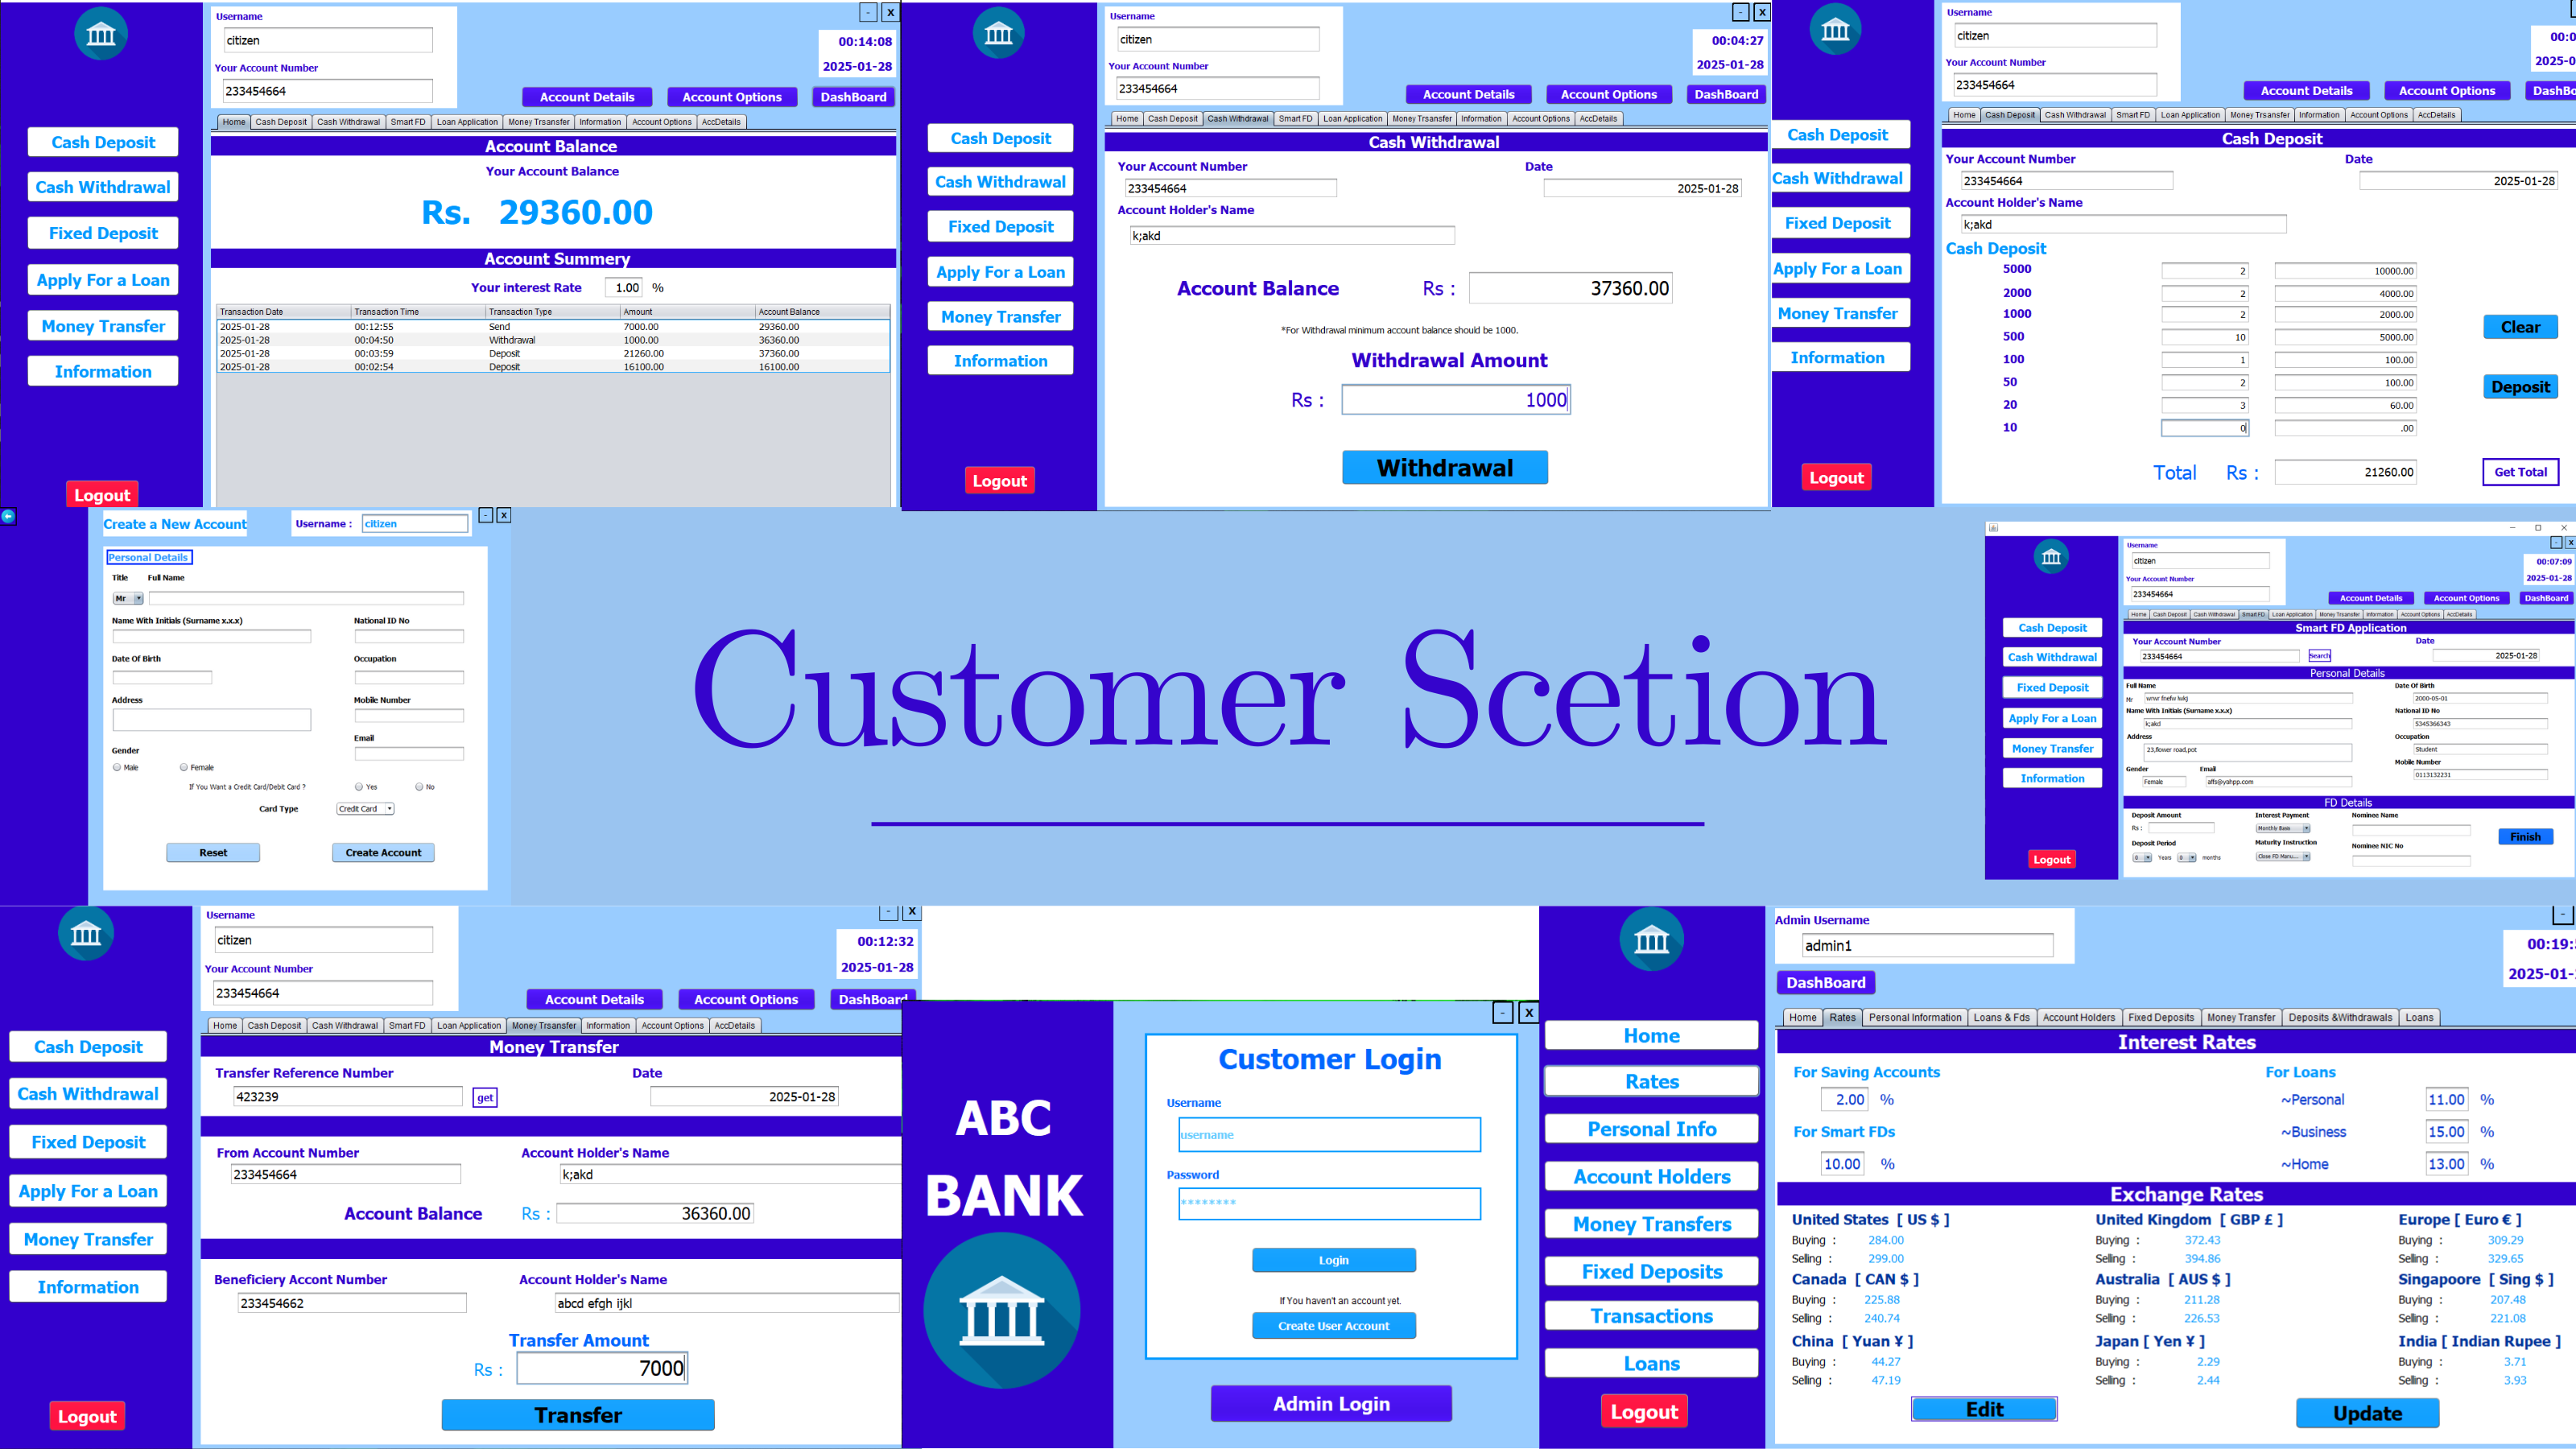 Username
citizen
Your Account Number
233454664
- X
00:14:08
2025-01-28
Account Details Account Options DashBoard
Home Cash Deposit Cash Withdrawal Smart FD Loan Application Money Trsansfer Information Account Options AccDetails
Cash Deposit
Cash Withdrawal
Fixed Deposit
Apply For a Loan
Money Transfer
Information
Logout
Account Balance
Your Account Balance
Rs. 29360.00
Account Summery
Your interest Rate 1.00 %
Transaction Date Transaction Time Transaction Type Amount Account Balance
2025-01-28 00:12:55 Send 7000.00 29360.00
2025-01-28 00:04:50 Withdrawal 1000.00 36360.00
2025-01-28 00:03:59 Deposit 21260.00 37360.00
2025-01-28 00:02:54 Deposit 16100.00 16100.00
Username
citizen
Your Account Number
233454664
- X
00:04:27
2025-01-28
Account Details Account Options DashBoard
Home Cash Deposit Cash Withdrawal Smart FD Loan Application Money Trsansfer Information Account Options AccDetails
Cash Deposit
Cash Withdrawal
Fixed Deposit
Apply For a Loan
Money Transfer
Information
Logout
Cash Withdrawal
Your Account Number Date
233454664 2025-01-28
Account Holder's Name
k;akd
Account Balance Rs : 37360.00
*For Withdrawal minimum account balance should be 1000.
Withdrawal Amount
Rs : 1000
Withdrawal
Username
citizen
Your Account Number
233454664
00:0
2025-0
Account Details Account Options DashBo
Home Cash Deposit Cash Withdrawal Smart FD Loan Application Money Trsansfer Information Account Options AccDetails
Cash Deposit
Cash Withdrawal
Fixed Deposit
Apply For a Loan
Money Transfer
Information
Logout
Cash Deposit
Your Account Number Date
233454664 2025-01-28
Account Holder's Name
k;akd
Cash Deposit
5000 2 10000.00
2000 2 4000.00
1000 2 2000.00
500 10 5000.00
100 1 100.00
50 2 100.00
20 3 60.00
10 0 .00
Clear
Deposit
Total Rs : 21260.00 Get Total
Create a New Account Username : citizen - X
Personal Details
Title Full Name
Mr
Name With Initials (Surname x.x.x) National ID No
Date Of Birth Occupation
Address Mobile Number
Email
Gender
Male Female
If You Want a Credit Card/Debit Card ? Yes No
Card Type Credit Card
Reset Create Account
Customer Scetion
Username
citizen
Your Account Number
233454664
- X
00:07:09
2025-01-28
Account Details Account Options DashBoard
Home Cash Deposit Cash Withdrawal Smart FD Loan Application Money Trsansfer Information Account Options AccDetails
Cash Deposit
Cash Withdrawal
Fixed Deposit
Apply For a Loan
Money Transfer
Information
Logout
Smart FD Application
Your Account Number Date
233454664 Search 2025-01-28
Personal Details
Full Name Date Of Birth
Mr 2000-05-01
Name With Initials (Surname x.x.x) National ID No
k;akd 5345366343
Address Occupation
23,flower road,pot Student
Mobile Number
0113132231
Gender Email
Female affs@yahpp.com
FD Details
Deposit Amount Interest Payment Nominee Name
Rs : Monthly Basis
Finish
Deposit Period Maturity Instruction Nominee NIC No
0 Years 0 months Close FD Manu...
Username
citizen
Your Account Number
233454664
- X
00:12:32
2025-01-28
Account Details Account Options DashBoard
Home Cash Deposit Cash Withdrawal Smart FD Loan Application Money Trsansfer Information Account Options AccDetails
Cash Deposit
Cash Withdrawal
Fixed Deposit
Apply For a Loan
Money Transfer
Information
Logout
Money Transfer
Transfer Reference Number Date
423239 get 2025-01-28
From Account Number Account Holder's Name
233454664 k;akd
Account Balance Rs : 36360.00
Beneficiery Accont Number Account Holder's Name
233454662 abcd efgh ijkl
Transfer Amount
Rs : 7000
Transfer
- X
ABC
BANK
Customer Login
Username
username
Password
********
Login
If You haven't an account yet.
Create User Account
Admin Login
Admin Username
admin1
-
00:19:
2025-01-
DashBoard
Home Rates Personal Information Loans & Fds Account Holders Fixed Deposits Money Transfer Deposits &Withdrawals Loans
Home
Rates
Personal Info
Account Holders
Money Transfers
Fixed Deposits
Transactions
Loans
Logout
Interest Rates
For Saving Accounts For Loans
2.00 % ~Personal 11.00 %
For Smart FDs ~Business 15.00 %
10.00 % ~Home 13.00 %
Exchange Rates
United States [ US $ ] United Kingdom [ GBP £ ] Europe [ Euro € ]
Buying : 284.00 Buying : 372.43 Buying : 309.29
Selling : 299.00 Selling : 394.86 Selling : 329.65
Canada [ CAN $ ] Australia [ AUS $ ] Singapoore [ Sing $ ]
Buying : 225.88 Buying : 211.28 Buying : 207.48
Selling : 240.74 Selling : 226.53 Selling : 221.08
China [ Yuan ¥ ] Japan [ Yen ¥ ] India [ Indian Rupee ]
Buying : 44.27 Buying : 2.29 Buying : 3.71
Selling : 47.19 Selling : 2.44 Selling : 3.93
Edit Update